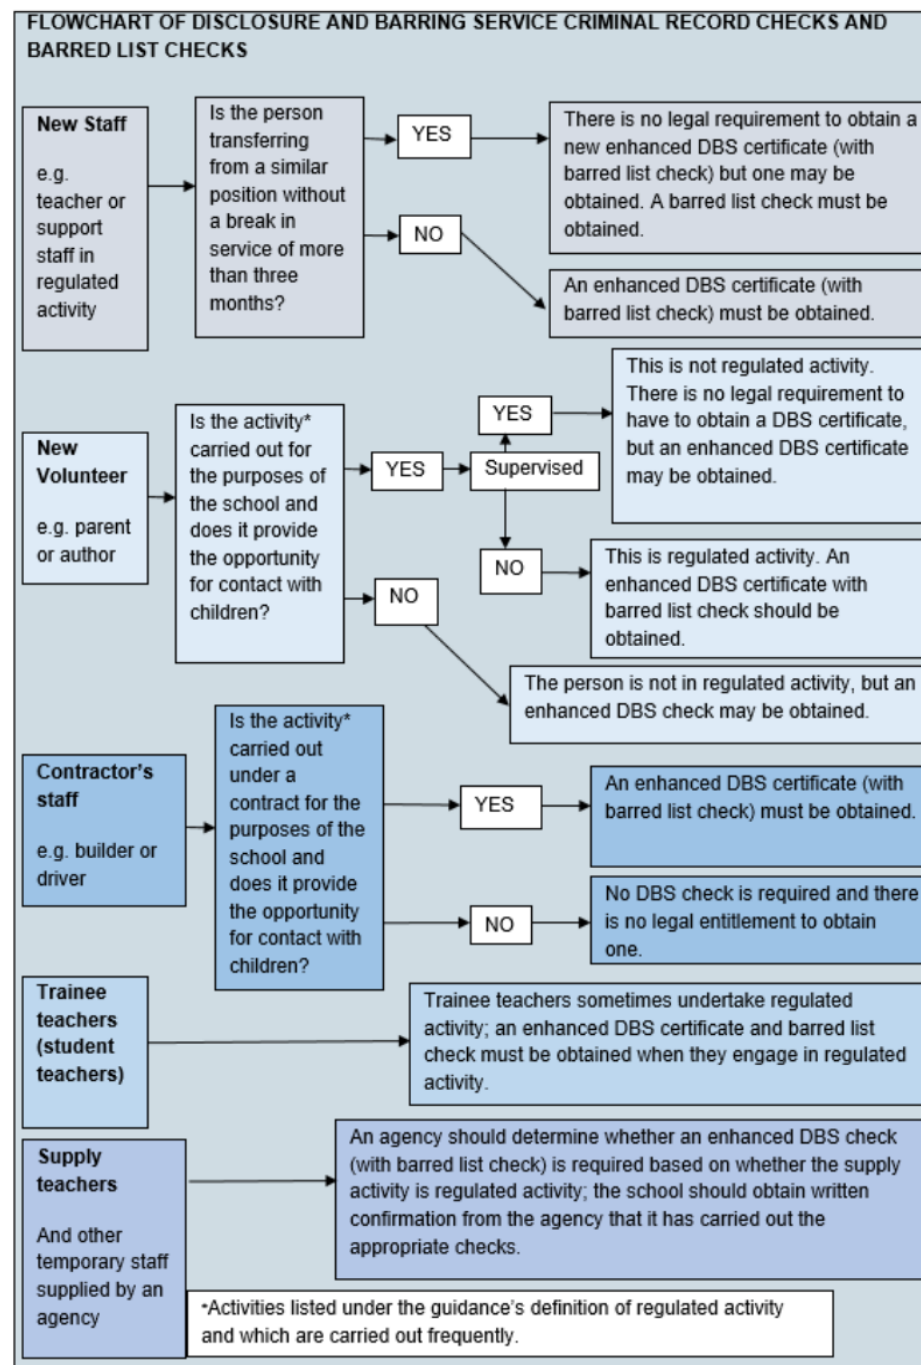 FLOWCHART OF DISCLOSURE AND BARRING SERVICE CRIMINAL RECORD CHECKS AND
BARRED LIST CHECKS
New Staff
e.g.
teacher or
support
staff in
regulated
activity
Is the person
transferring
from a similar
position without
a break in
service of more
than three
months?
YES
There is no legal requirement to obtain a
new enhanced DBS certificate (with
barred list check) but one may be
obtained. A barred list check must be
obtained.
NO
An enhanced DBS certificate (with
barred list check) must be obtained.
New
Volunteer
e.g. parent
or author
Is the activity*
carried out for
the purposes of
the school and
does it provide
the opportunity
for contact with
children?
YES
Supervised
YES
This is not regulated activity.
There is no legal requirement to
have to obtain a DBS certificate,
but an enhanced DBS certificate
may be obtained.
NO
This is regulated activity. An
enhanced DBS certificate with
barred list check should be
obtained.
NO
The person is not in regulated activity, but an
enhanced DBS check may be obtained.
Contractor's
staff
e.g. builder or
driver
Is the activity*
carried out
under a
contract for the
purposes of the
school and
does it provide
the opportunity
for contact with
children?
YES
An enhanced DBS certificate (with
barred list check) must be obtained.
NO
No DBS check is required and there
is no legal entitlement to obtain
one.
Trainee
teachers
(student
teachers)
Trainee teachers sometimes undertake regulated
activity; an enhanced DBS certificate and barred list
check must be obtained when they engage in regulated
activity.
Supply
teachers
And other
temporary staff
supplied by an
agency
An agency should determine whether an enhanced DBS check
(with barred list check) is required based on whether the supply
activity is regulated activity; the school should obtain written
confirmation from the agency that it has carried out the
appropriate checks.
*Activities listed under the guidance's definition of regulated activity
and which are carried out frequently.